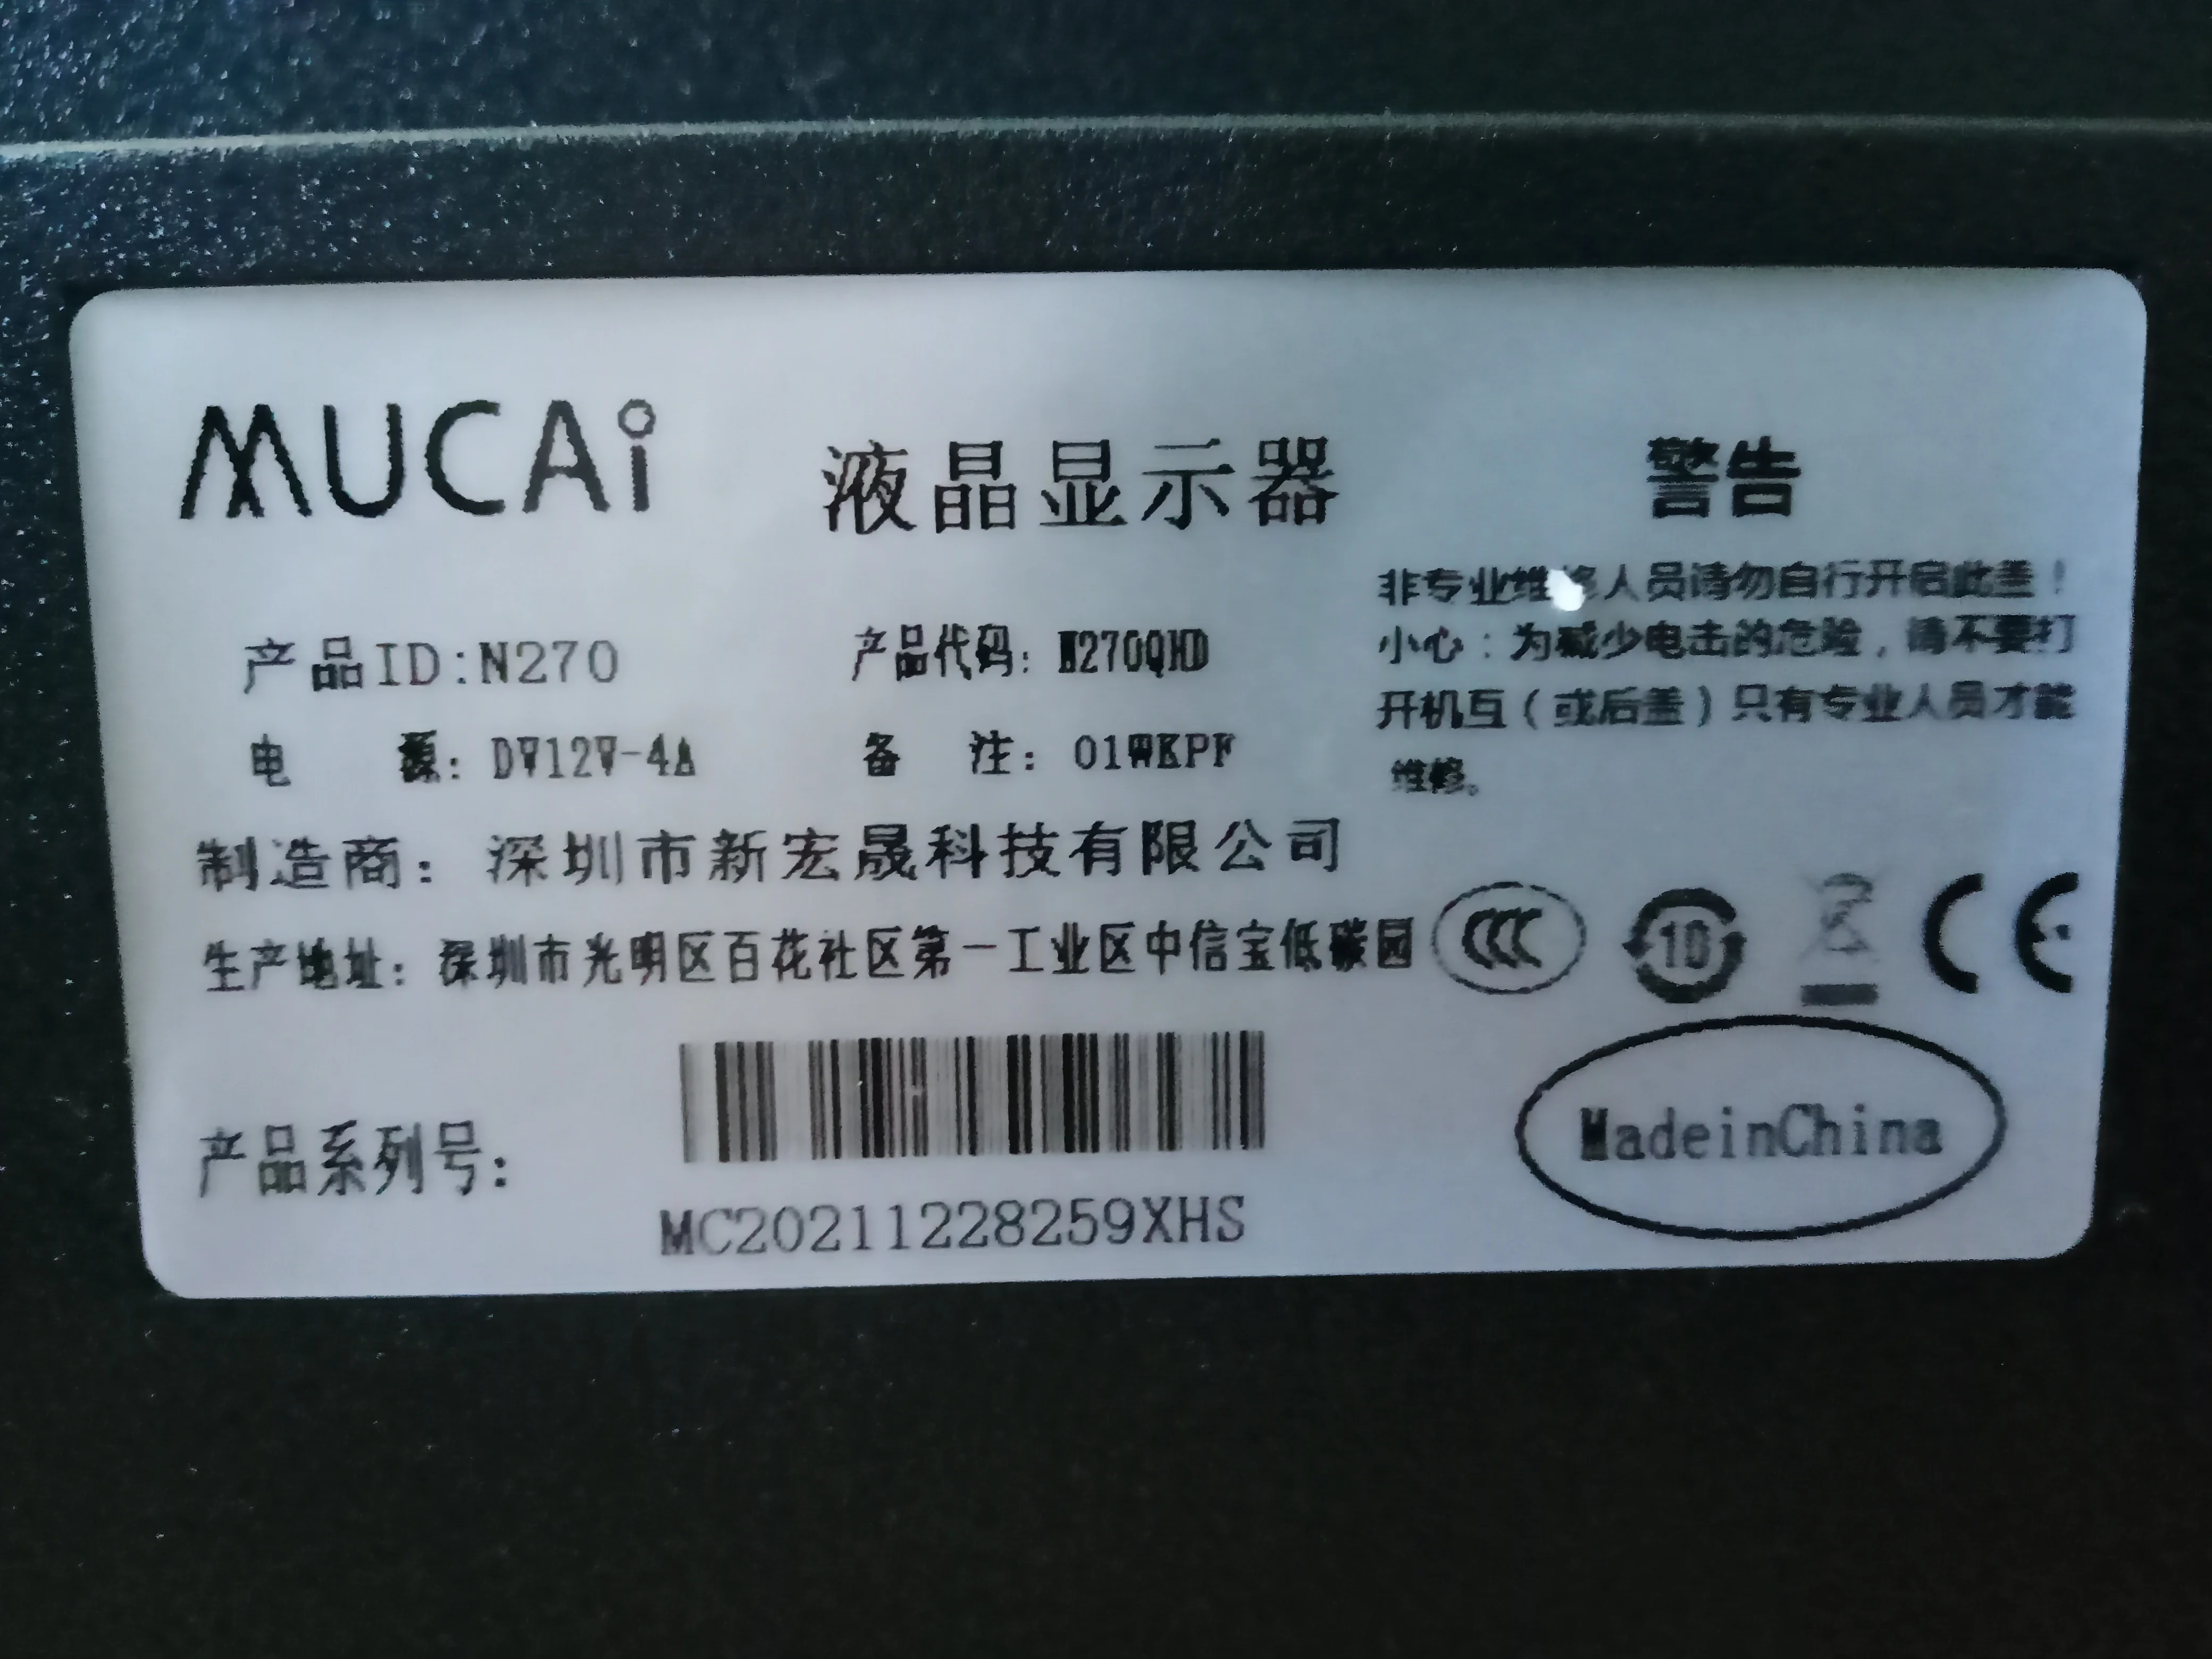 MUCAi
液晶显示器
产品ID:N270
产品代码：N270QHD
电 源：DV12V-4A
备 注：01WKPF
制造商：深圳市新宏晟科技有限公司
生产地址：深圳市光明区百花社区第一工业区中信宝低碳园
产品系列号：
MC20211228259XHS
警告
非专业维修人员请勿自行开启此盖！
小心：为减少电击的危险，请不要打
开机互（或后盖）只有专业人员才能
维修。
CCC
10
CE
MadeinChina